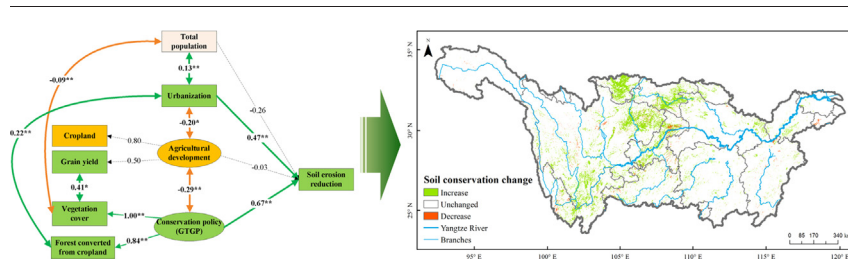 Total
population
-0.09**
0.13**
Urbanization
-0.26
0.22**
-0.20*
0.47**
Cropland
0.80
Agricultural
development
Grain yield
0.50
-0.03
Soil erosion
reduction
0.41*
-0.29**
Vegetation
cover
1.00**
Conservation policy
(GTGP)
0.67**
Forest converted
from cropland
0.84**
N
35°N
30°N
25°N
Soil conservation change
Increase
Unchanged
Decrease
Yangtze River
Branches
0 85 170 340
95° E 100° E 105° E 110° E 115° E 120° E